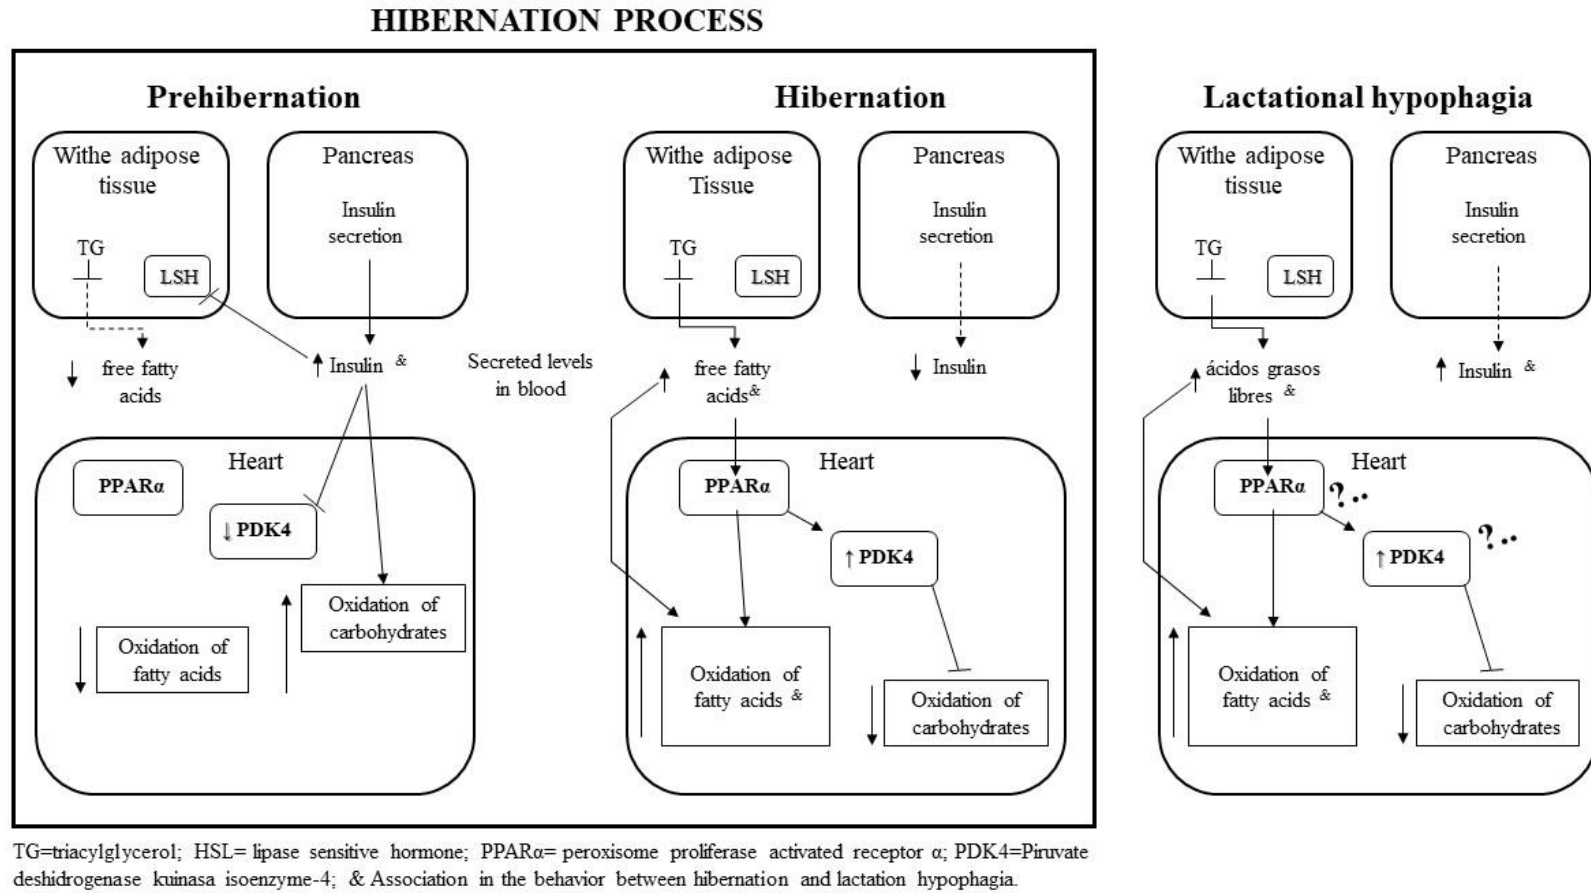 HIBERNATION PROCESS
Prehibernation
Withe adipose
tissue
TG
LSH
Pancreas
Insulin
secretion
↓ free fatty
acids
↑ Insulin &
Heart
PPARα
↓ PDK4
Oxidation of
carbohydrates
Oxidation of
fatty acids
Secreted levels
in blood
Hibernation
Withe adipose
Tissue
TG
LSH
Pancreas
Insulin
secretion
↑ free fatty
acids&
↓ Insulin
Heart
PPARα
↑ PDK4
Oxidation of
fatty acids &
Oxidation of
carbohydrates
Lactational hypophagia
Withe adipose
tissue
TG
LSH
Pancreas
Insulin
secretion
↑ ácidos grasos
libres &
↑ Insulin &
Heart
PPARα
?..
↑ PDK4
?..
Oxidation of
fatty acids &
Oxidation of
carbohydrates
TG=triacylglycerol; HSL= lipase sensitive hormone; PPARα= peroxisome proliferase activated receptor α; PDK4=Piruvate
deshidrogenase kuinasa isoenzyme-4; & Association in the behavior between hibernation and lactation hypophagia.